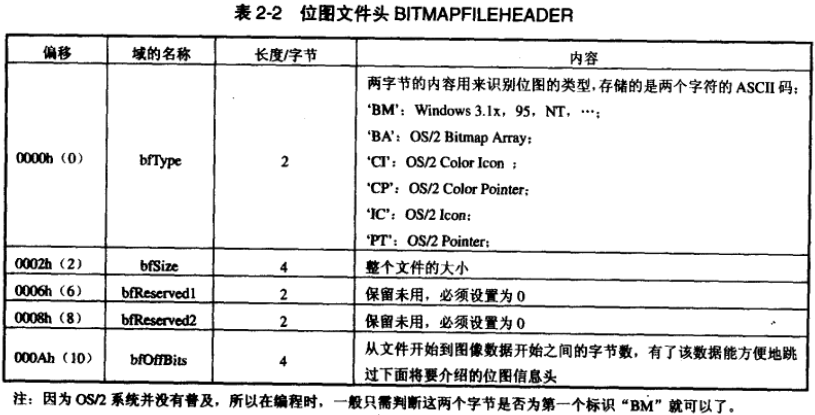 表 2-2 位图文件头 BITMAPFILEHEADER
偏移 域的名称 长度/字节 内容
两字节的内容用来识别位图的类型,存储的是两个字符的 ASCII 码:
‘BM’: Windows 3.1x, 95, NT, …;
‘BA’: OS/2 Bitmap Array;
‘CI’: OS/2 Color Icon ;
0000h (0) bfType 2
‘CP’: OS/2 Color Pointer;
‘IC’: OS/2 Icon;
‘PT’: OS/2 Pointer;
0002h (2) bfSize 4 整个文件的大小
0006h (6) bfReserved1 2 保留未用,必须设置为 0
0008h (8) bfReserved2 2 保留未用,必须设置为 0
000Ah (10) bfOffBits 4 从文件开始到图像数据开始之间的字节数,有了该数据能方便地跳
过下面将要介绍的位图信息头
注: 因为 OS/2 系统并没有普及,所以在编程时,一般只需判断这两个字节是否为第一个标识“BM”就可以了。